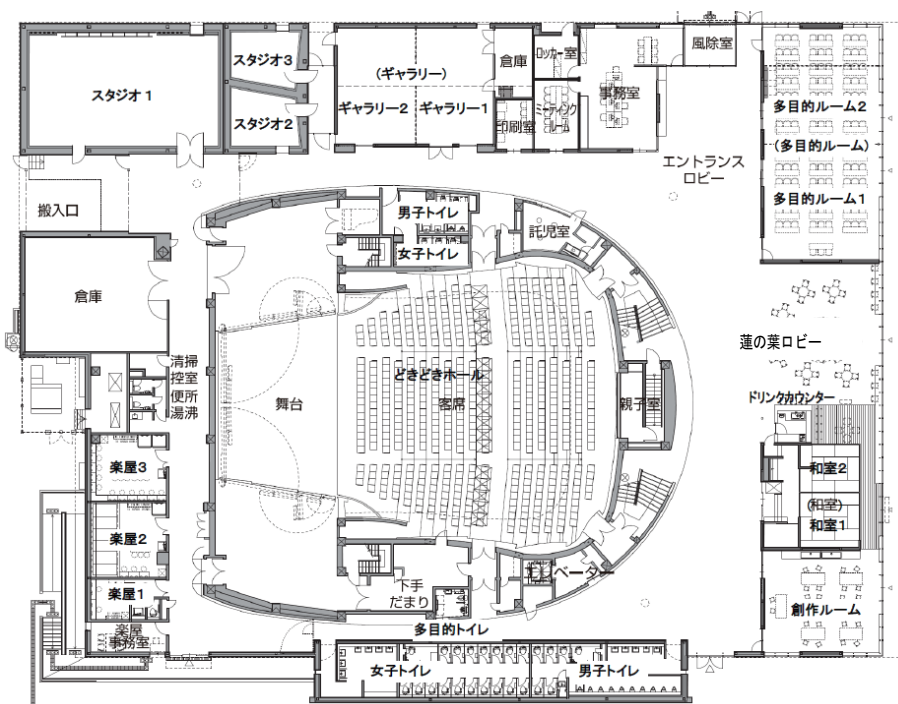 スタジオ1
スタジオ3
スタジオ2
(ギャラリー)
ギャラリー2
ギャラリー1
倉庫
印刷室
ロッカー室
ミーティング
ルーム
事務室
風除室
エントランス
ロビー
多目的ルーム2
(多目的ルーム)
多目的ルーム1
搬入口
倉庫
男子トイレ
女子トイレ
託児室
蓮の葉ロビー
ドリンクカウンター
清掃
控室
便所
湯沸
舞台
どきどきホール
客席
親子室
楽屋3
楽屋2
楽屋1
楽屋
事務室
和室2
(和室)
和室1
下手
だまり
エレベーター
創作ルーム
多目的トイレ
女子トイレ
男子トイレ